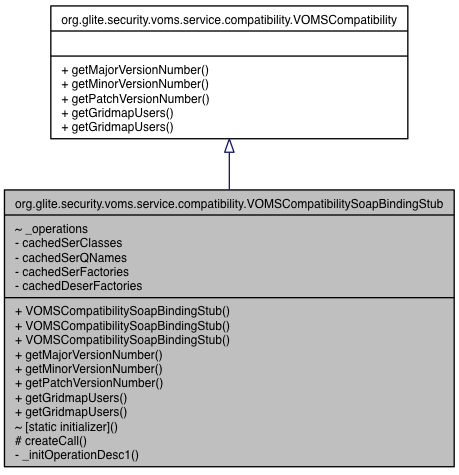 org.glite.security.voms.service.compatibility.VOMSCompatibility
+ getMajorVersionNumber()
+ getMinorVersionNumber()
+ getPatchVersionNumber()
+ getGridmapUsers()
+ getGridmapUsers()
org.glite.security.voms.service.compatibility.VOMSCompatibilitySoapBindingStub
~ _operations
- cachedSerClasses
- cachedSerQNames
- cachedSerFactories
- cachedDeserFactories
+ VOMSCompatibilitySoapBindingStub()
+ VOMSCompatibilitySoapBindingStub()
+ VOMSCompatibilitySoapBindingStub()
+ getMajorVersionNumber()
+ getMinorVersionNumber()
+ getPatchVersionNumber()
+ getGridmapUsers()
+ getGridmapUsers()
~ [static initializer]()
# createCall()
- _initOperationDesc1()